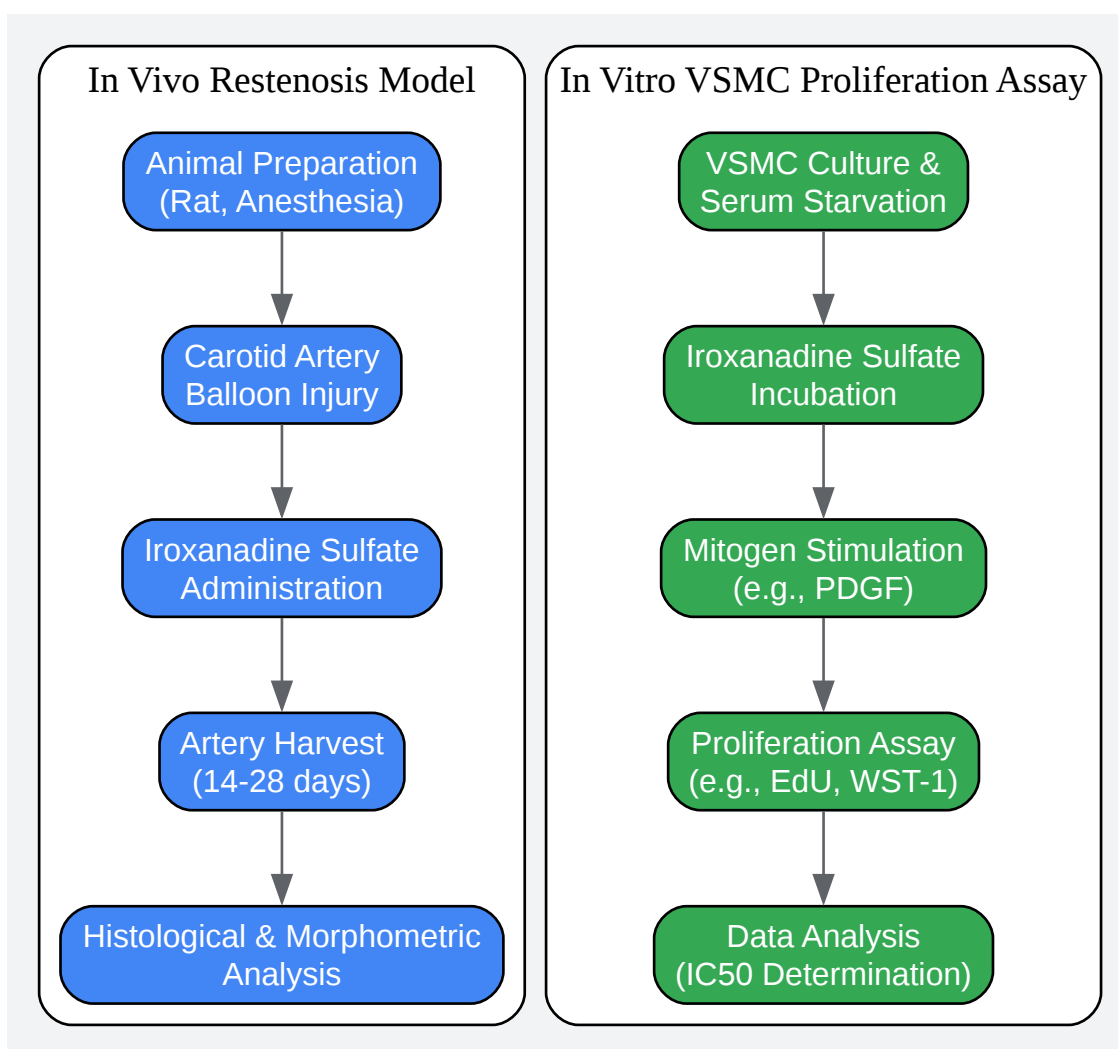 In Vivo Restenosis Model
Animal Preparation
(Rat, Anesthesia)
Carotid Artery
Balloon Injury
Iroxanadine Sulfate
Administration
Artery Harvest
(14-28 days)
Histological & Morphometric
Analysis
In Vitro VSMC Proliferation Assay
VSMC Culture &
Serum Starvation
Iroxanadine Sulfate
Incubation
Mitogen Stimulation
(e.g., PDGF)
Proliferation Assay
(e.g., EdU, WST-1)
Data Analysis
(IC50 Determination)